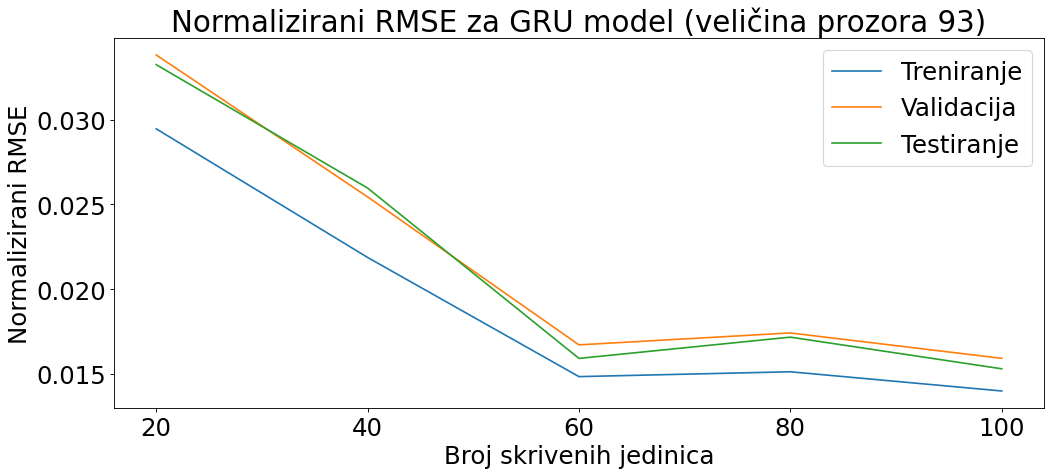 Normalizirani RMSE za GRU model (veličina prozora 93)
Treniranje
Validacija
Testiranje
Normalizirani RMSE
0.030
0.025
0.020
0.015
20 40 60 80 100
Broj skrivenih jedinica